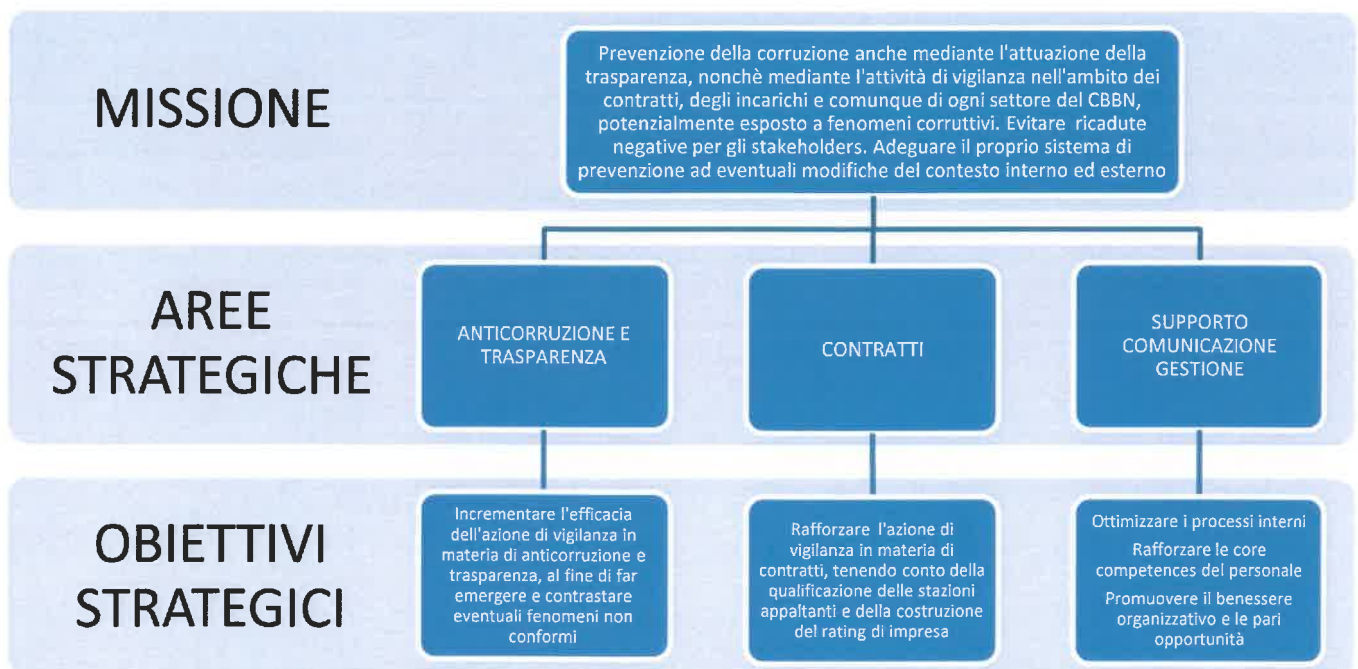 MISSIONE
Prevenzione della corruzione anche mediante l'attuazione della
trasparenza, nonchè mediante l'attività di vigilanza nell'ambito dei
contratti, degli incarichi e comunque di ogni settore del CBBN,
potenzialmente esposto a fenomeni corruttivi. Evitare ricadute
negative per gli stakeholders. Adeguare il proprio sistema di
prevenzione ad eventuali modifiche del contesto interno ed esterno
AREE
STRATEGICHE
ANTICORRUZIONE E
TRASPARENZA
CONTRATTI
SUPPORTO
COMUNICAZIONE
GESTIONE
OBIETTIVI
STRATEGICI
Incrementare l'efficacia
dell'azione di vigilanza in
materia di anticorruzione e
trasparenza, al fine di far
emergere e contrastare
eventuali fenomeni non
conformi
Rafforzare l'azione di
vigilanza in materia di
contratti, tenendo conto della
qualificazione delle stazioni
appaltanti e della costruzione
del rating di impresa
Ottimizzare i processi interni
Rafforzare le core
competences del personale
Promuovere il benessere
organizzativo e le pari
opportunità